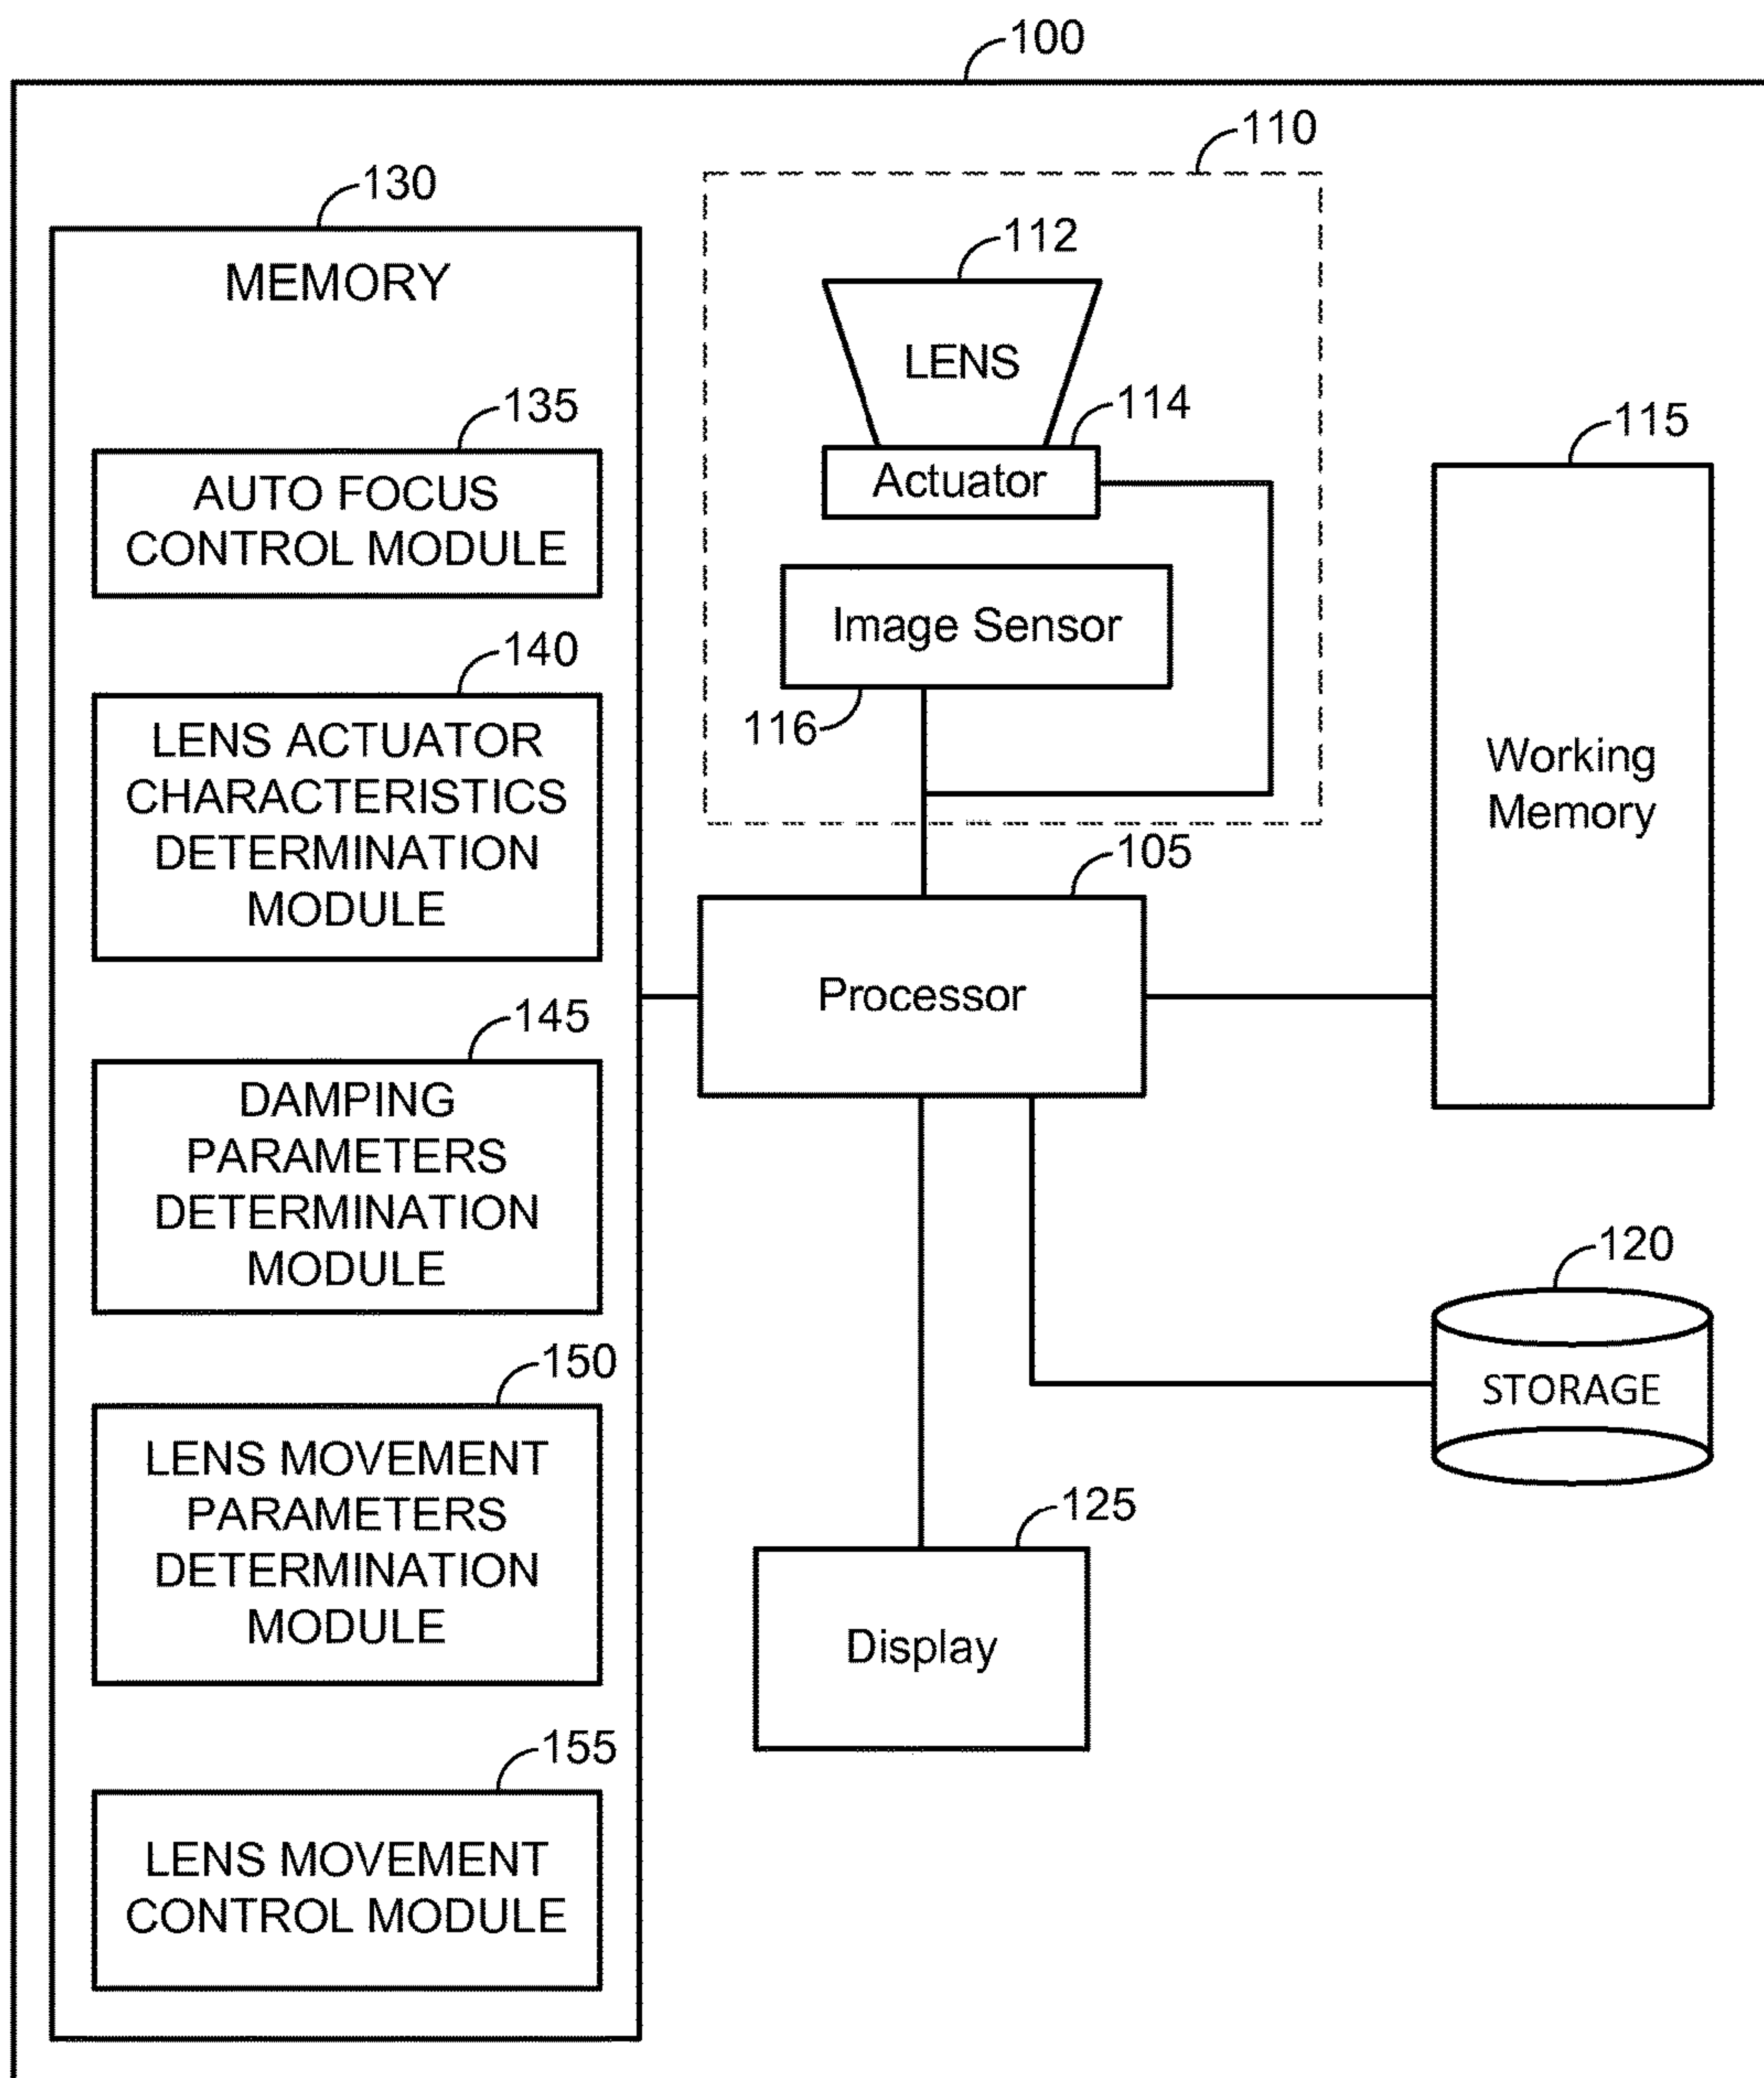 100
110
130
MEMORY
112
LENS
135
114
115
AUTO FOCUS
CONTROL MODULE
Actuator
Image Sensor
140
116
LENS ACTUATOR
CHARACTERISTICS
DETERMINATION
MODULE
Working
Memory
105
Processor
145
DAMPING
PARAMETERS
DETERMINATION
MODULE
120
STORAGE
150
LENS MOVEMENT
PARAMETERS
DETERMINATION
MODULE
125
Display
155
LENS MOVEMENT
CONTROL MODULE